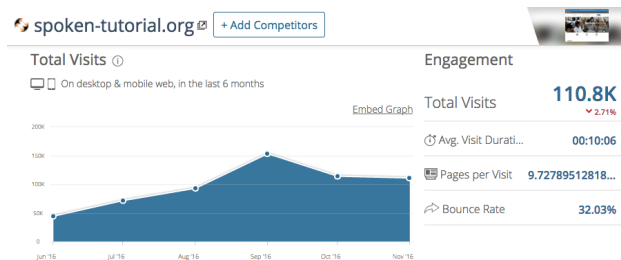 spoken-tutorial.org + Add Competitors
Total Visits
On desktop & mobile web, in the last 6 months
Embed Graph
200K
150K
100K
50K
0
Jun '16 Jul '16 Aug '16 Sep '16 Oct '16 Nov '16
Engagement
Total Visits 110.8K
2.71%
Avg. Visit Durati... 00:10:06
Pages per Visit 9.72789512818...
Bounce Rate 32.03%